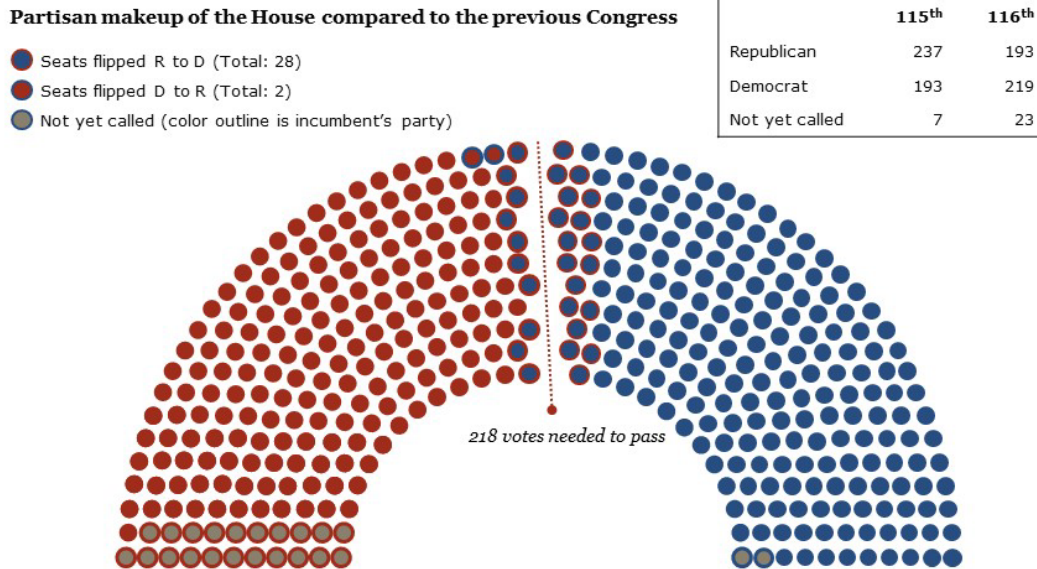 Partisan makeup of the House compared to the previous Congress
Seats flipped R to D (Total: 28)
Seats flipped D to R (Total: 2)
Not yet called (color outline is incumbent's party)
115th 116th
Republican 237 193
Democrat 193 219
Not yet called 7 23
218 votes needed to pass